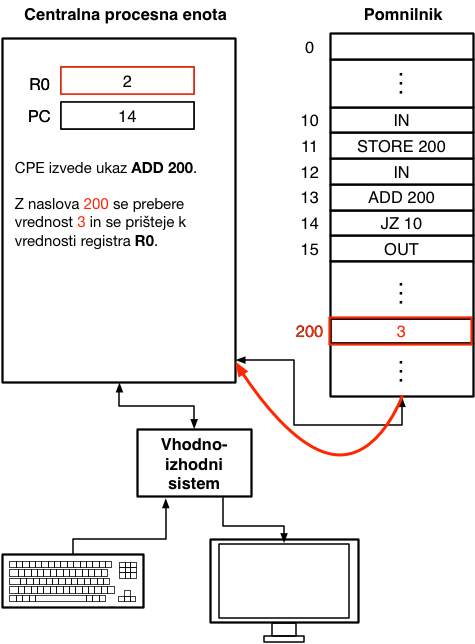 Centralna procesna enota
R0
2
PC
14
CPE izvede ukaz ADD 200.
Z naslova 200 se prebere
vrednost 3 in se prišteje k
vrednosti registra R0.
Pomnilnik
0
⋮
10 IN
11 STORE 200
12 IN
13 ADD 200
14 JZ 10
15 OUT
⋮
200 3
⋮
Vhodno-
izhodni
sistem